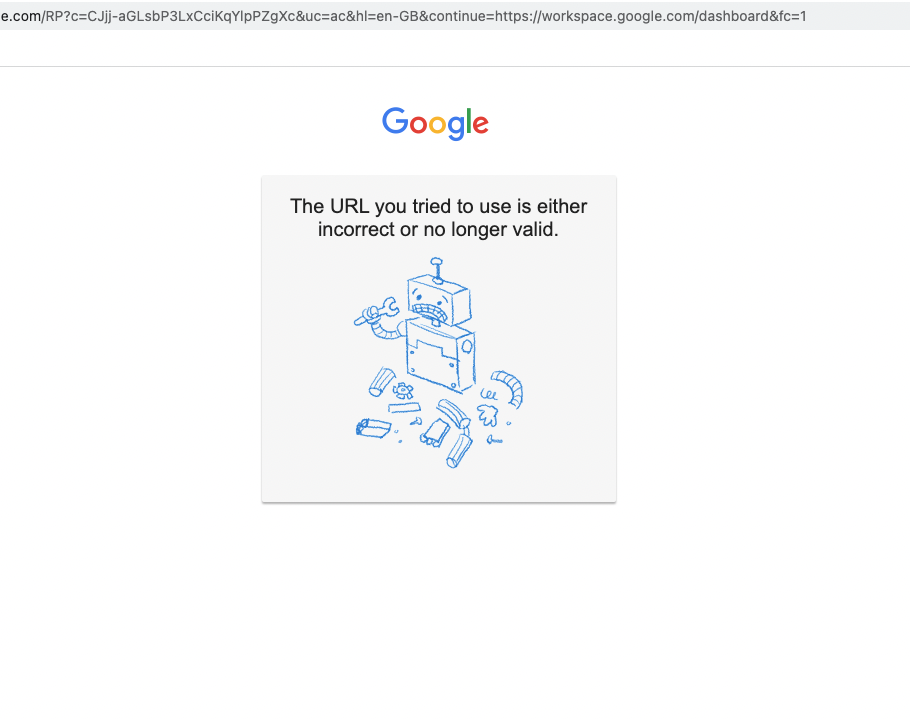 e.com/RP?c=CJjj-aGLsbP3LxCciKqYlpPZgXc&uc=ac&hl=en-GB&continue=https://workspace.google.com/dashboard&fc=1
Google
The URL you tried to use is either
incorrect or no longer valid.